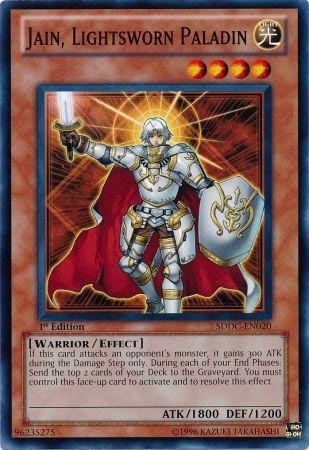 JAIN, LIGHTSWORN PALADIN
LIGHT
光
SDDC-EN020
1st Edition
[WARRIOR / EFFECT]
If this card attacks an opponent's monster, it gains 300 ATK
during the Damage Step only. During each of your End Phases:
Send the top 2 cards of your Deck to the Graveyard. You must
control this face-up card to activate and to resolve this effect.
ATK/1800 DEF/1200
96235275
©1996 KAZUKI TAKAHASHI